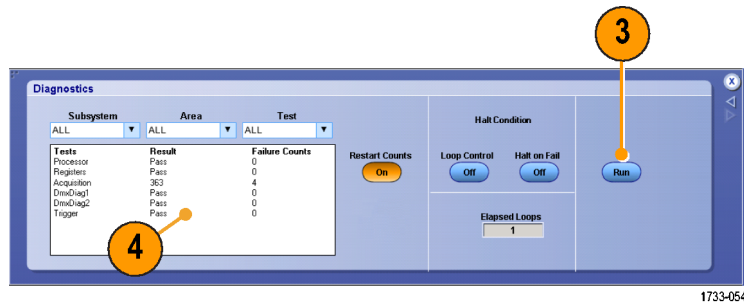 3
Diagnostics
X
Subsystem Area Test
ALL ALL ALL
Halt Condition
Tests Result Failure Counts
Processor Pass 0
Registers Pass 0
Acquisition 363 4
DmxDiag1 Pass 0
DmxDiag2 Pass 0
Trigger Pass 0
Restart Counts
On
Loop Control Halt on Fail
Off Off
Run
Elapsed Loops
1
4
1733-054